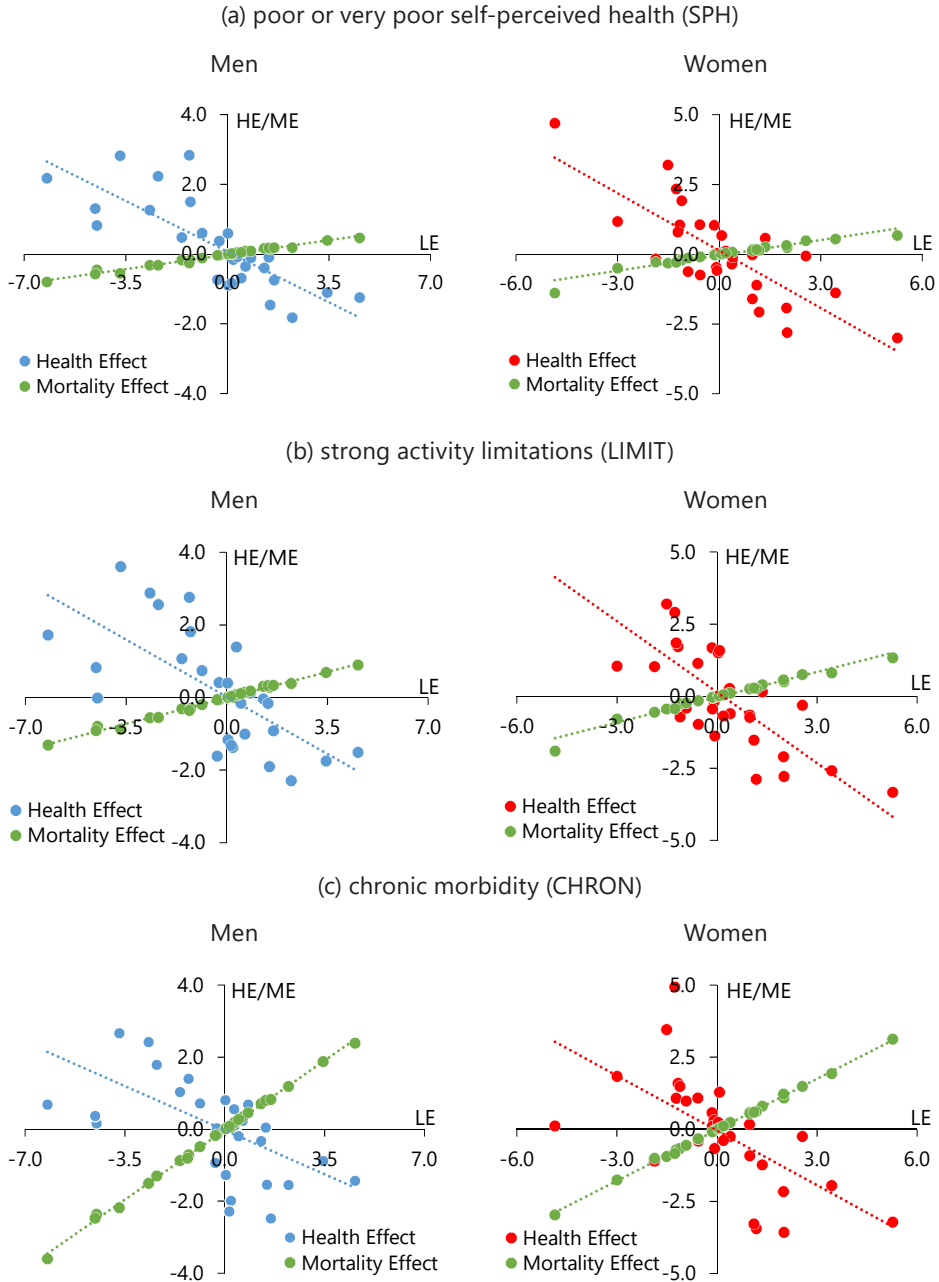 (a) poor or very poor self-perceived health (SPH)
Men
Women
4.0
HE/ME
2.0
0.0
-7.0
-3.5
0.0
3.5
7.0
LE
-2.0
-4.0
Health Effect
Mortality Effect
5.0
HE/ME
2.5
0.0
-6.0
-3.0
0.0
3.0
6.0
LE
-2.5
-5.0
Health Effect
Mortality Effect
(b) strong activity limitations (LIMIT)
Men
Women
4.0
HE/ME
2.0
0.0
-7.0
-3.5
0.0
3.5
7.0
LE
-2.0
-4.0
Health Effect
Mortality Effect
5.0
HE/ME
2.5
0.0
-6.0
-3.0
0.0
3.0
6.0
LE
-2.5
-5.0
Health Effect
Mortality Effect
(c) chronic morbidity (CHRON)
Men
Women
4.0
HE/ME
2.0
0.0
-7.0
-3.5
0.0
3.5
7.0
LE
-2.0
-4.0
Health Effect
Mortality Effect
5.0
HE/ME
2.5
0.0
-6.0
-3.0
0.0
3.0
6.0
LE
-2.5
-5.0
Health Effect
Mortality Effect